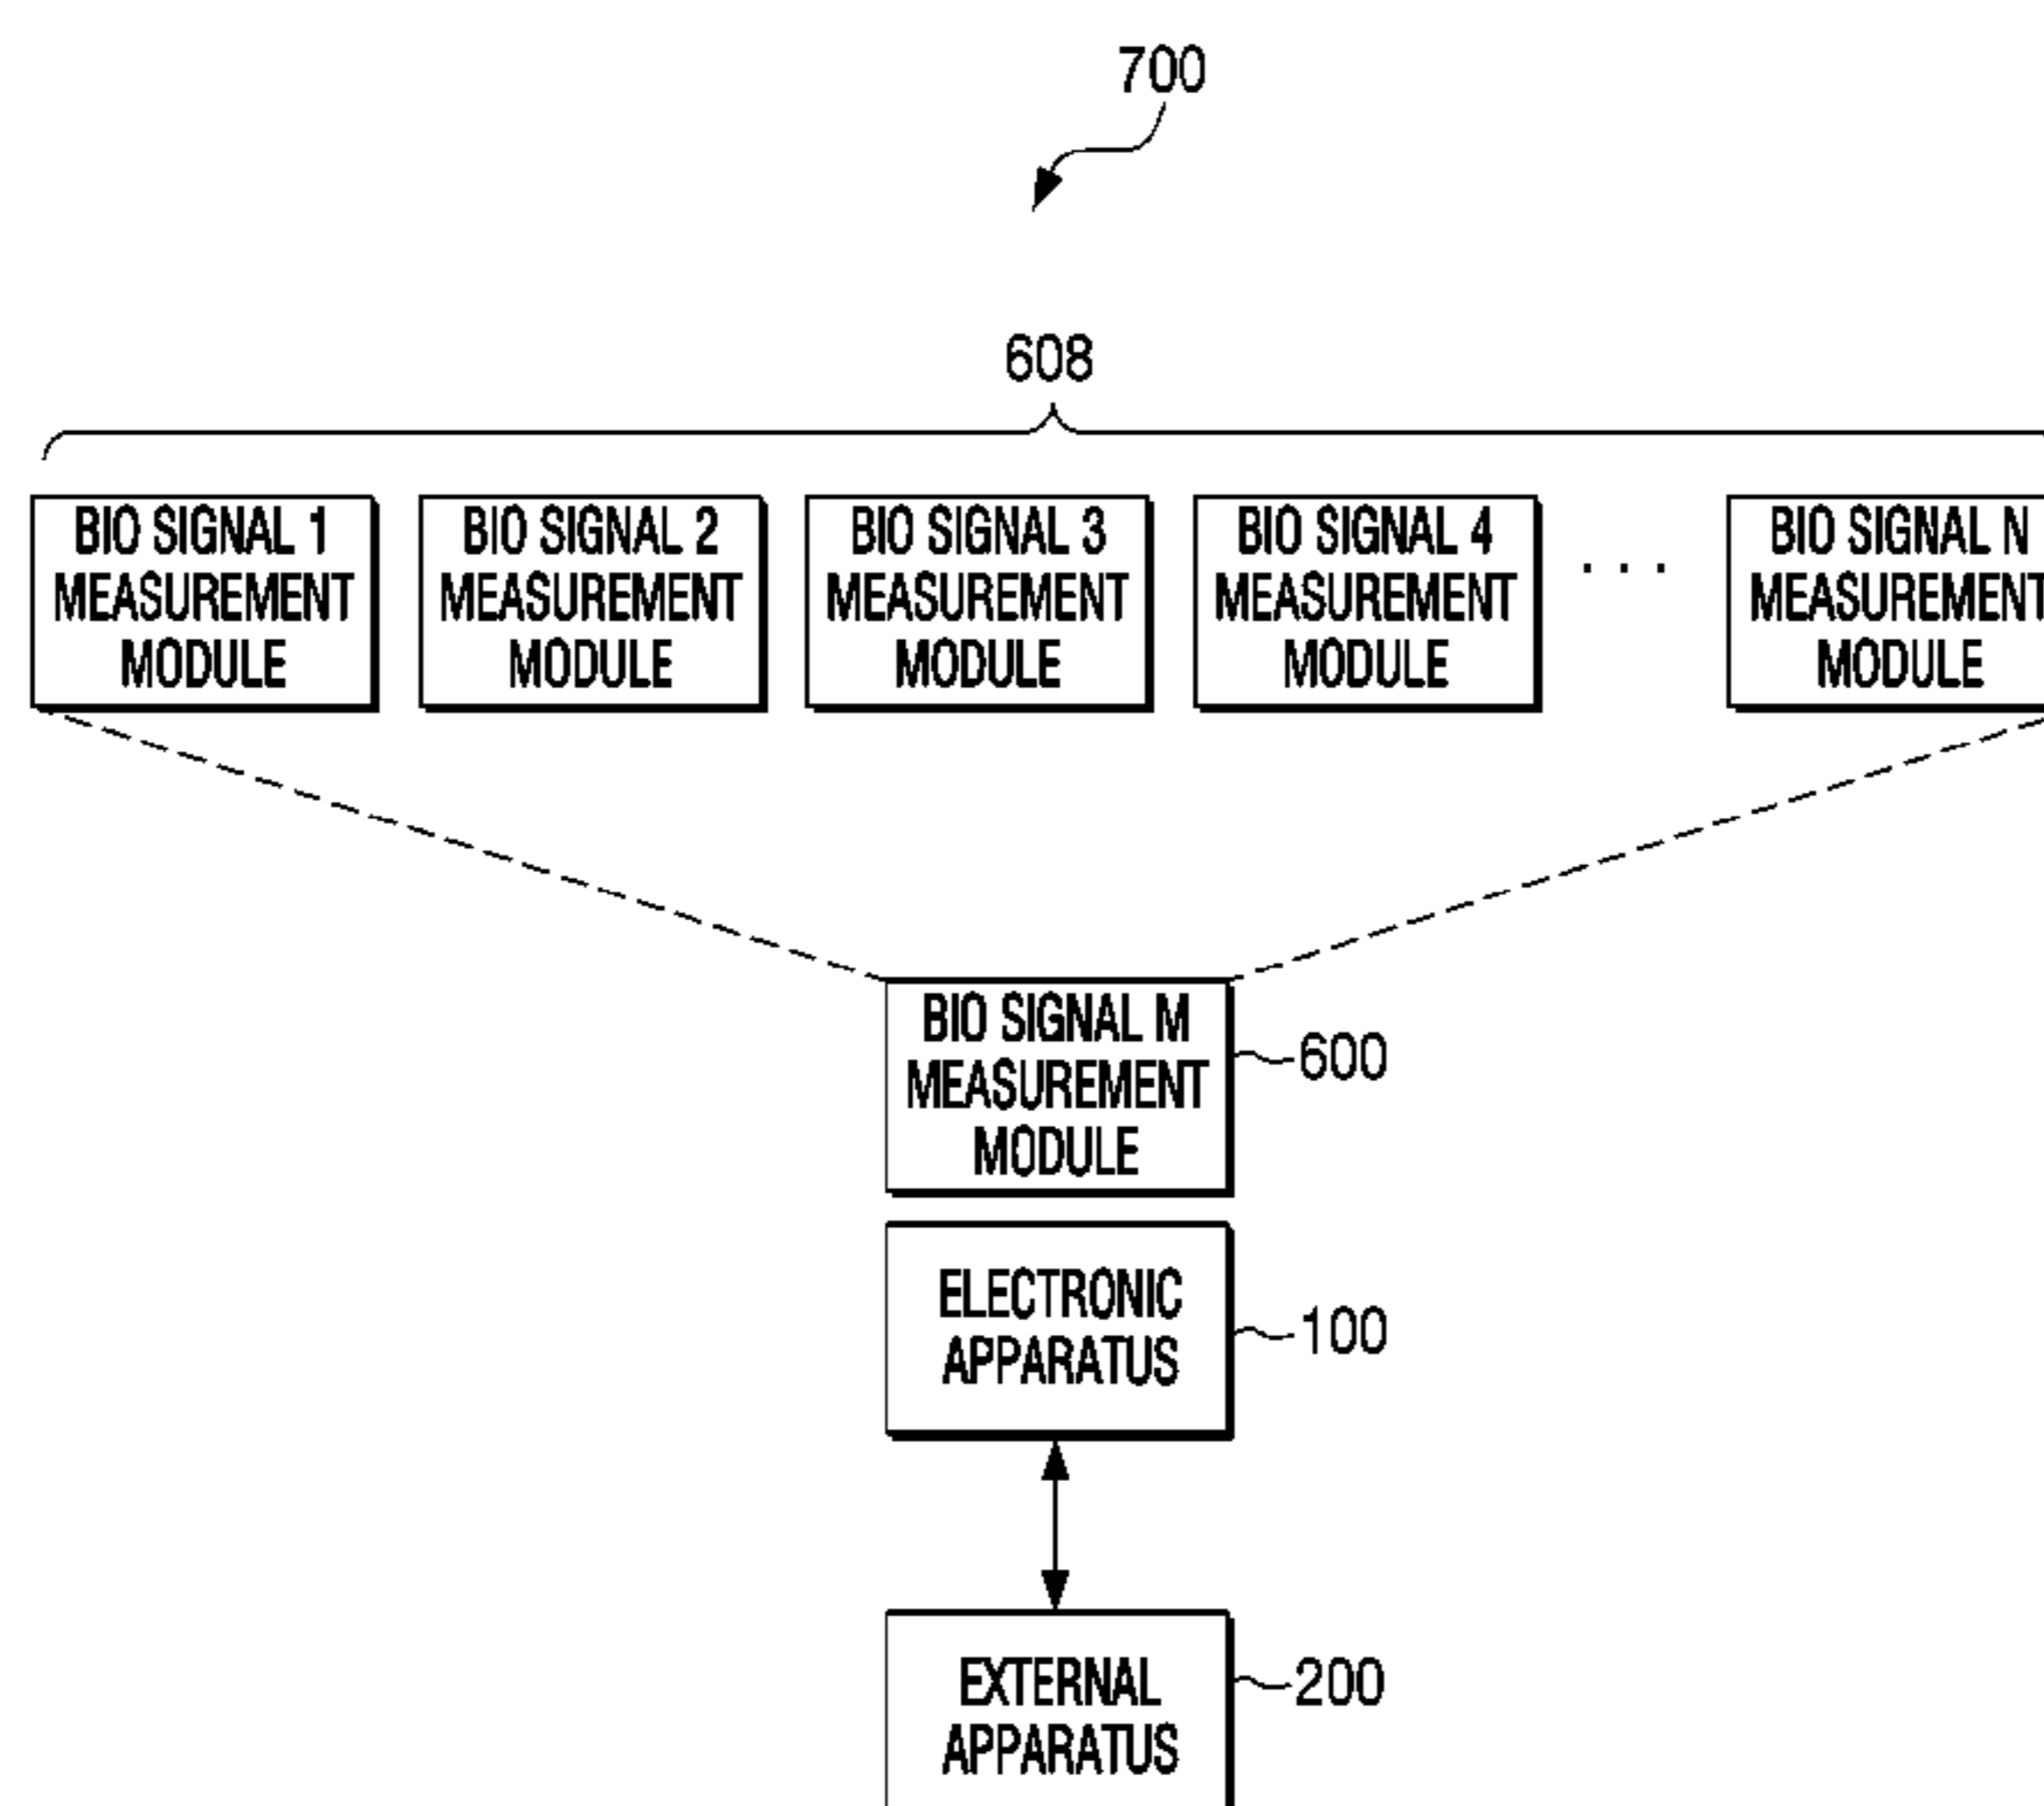 700
608
BIO SIGNAL 1
MEASUREMENT
MODULE
BIO SIGNAL 2
MEASUREMENT
MODULE
BIO SIGNAL 3
MEASUREMENT
MODULE
BIO SIGNAL 4
MEASUREMENT
MODULE
. . .
BIO SIGNAL N
MEASUREMENT
MODULE
BIO SIGNAL M
MEASUREMENT
MODULE
600
ELECTRONIC
APPARATUS
100
EXTERNAL
APPARATUS
200